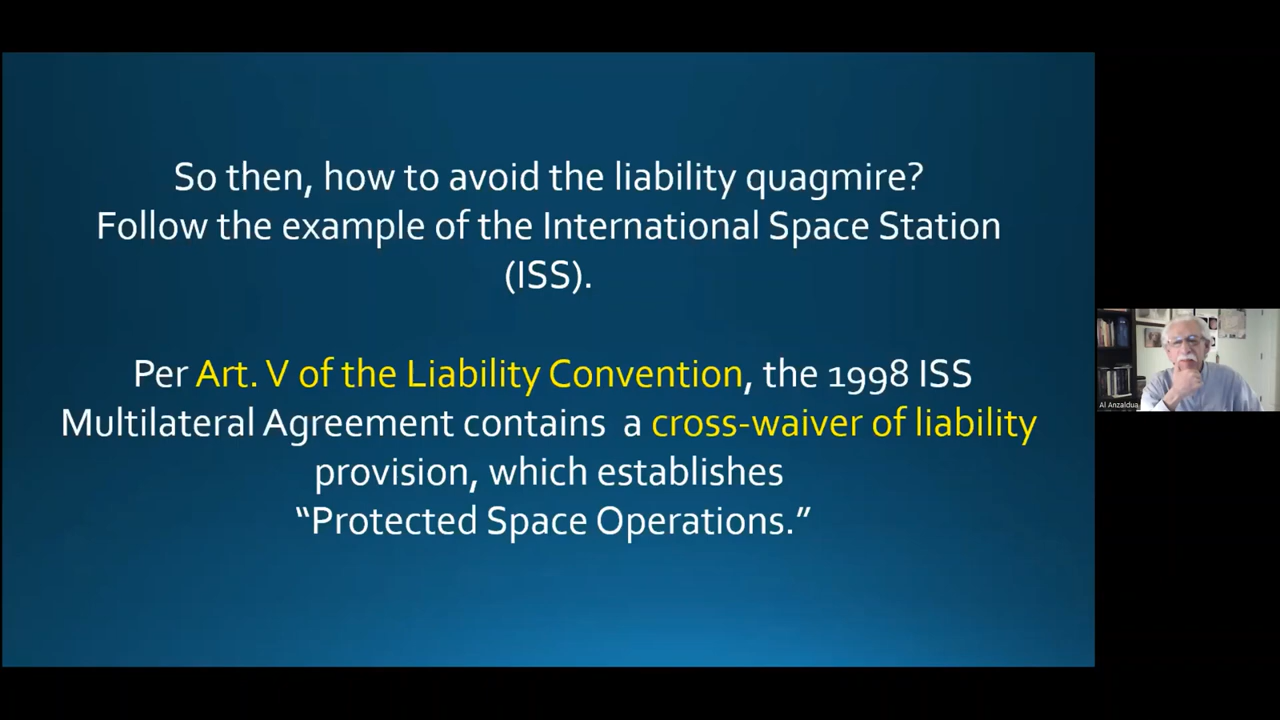 So then, how to avoid the liability quagmire?
Follow the example of the International Space Station
(ISS).
Per Art. V of the Liability Convention, the 1998 ISS
Multilateral Agreement contains a cross-waiver of liability
provision, which establishes
“Protected Space Operations.”
Al Anzaldua